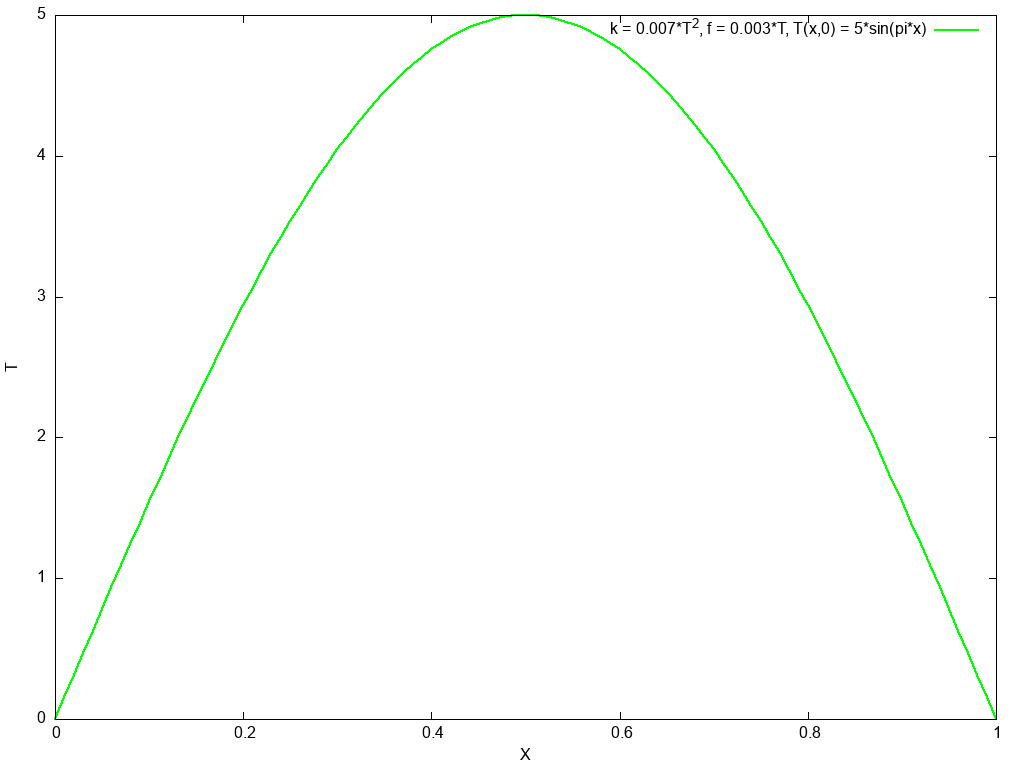 5
k = 0.007*T², f = 0.003*T, T(x,0) = 5*sin(pi*x)
4
3
T
2
1
0
0 0.2 0.4 0.6 0.8 1
X